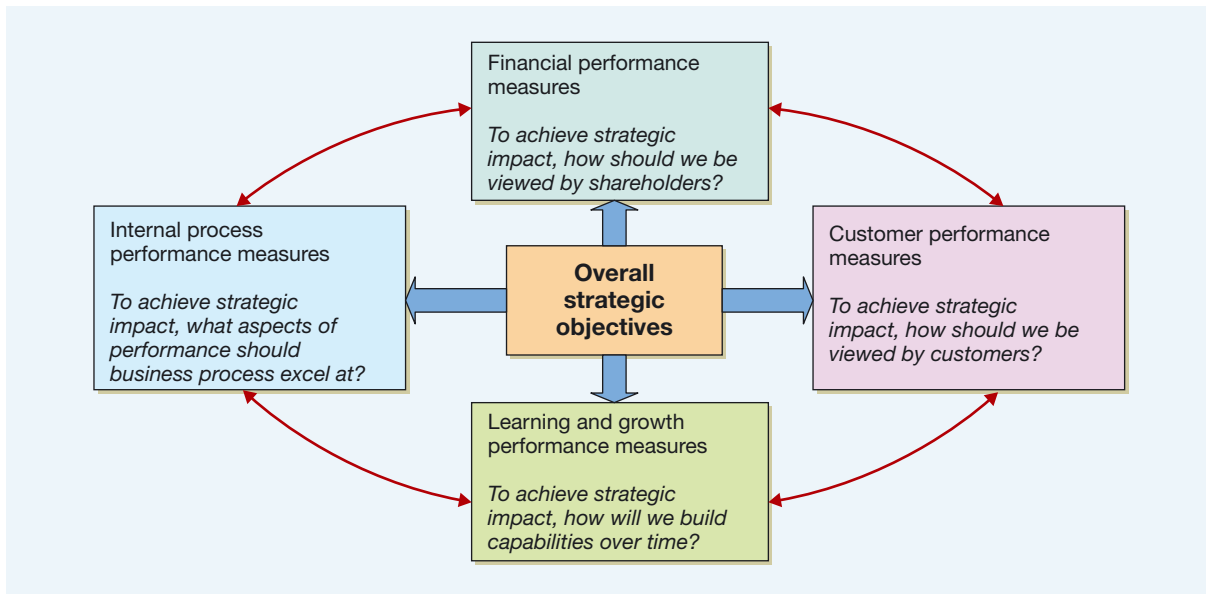 Financial performance
measures
To achieve strategic
impact, how should we be
viewed by shareholders?
Internal process
performance measures
To achieve strategic
impact, what aspects of
performance should
business process excel at?
Overall
strategic
objectives
Customer performance
measures
To achieve strategic
impact, how should we be
viewed by customers?
Learning and growth
performance measures
To achieve strategic
impact, how will we build
capabilities over time?